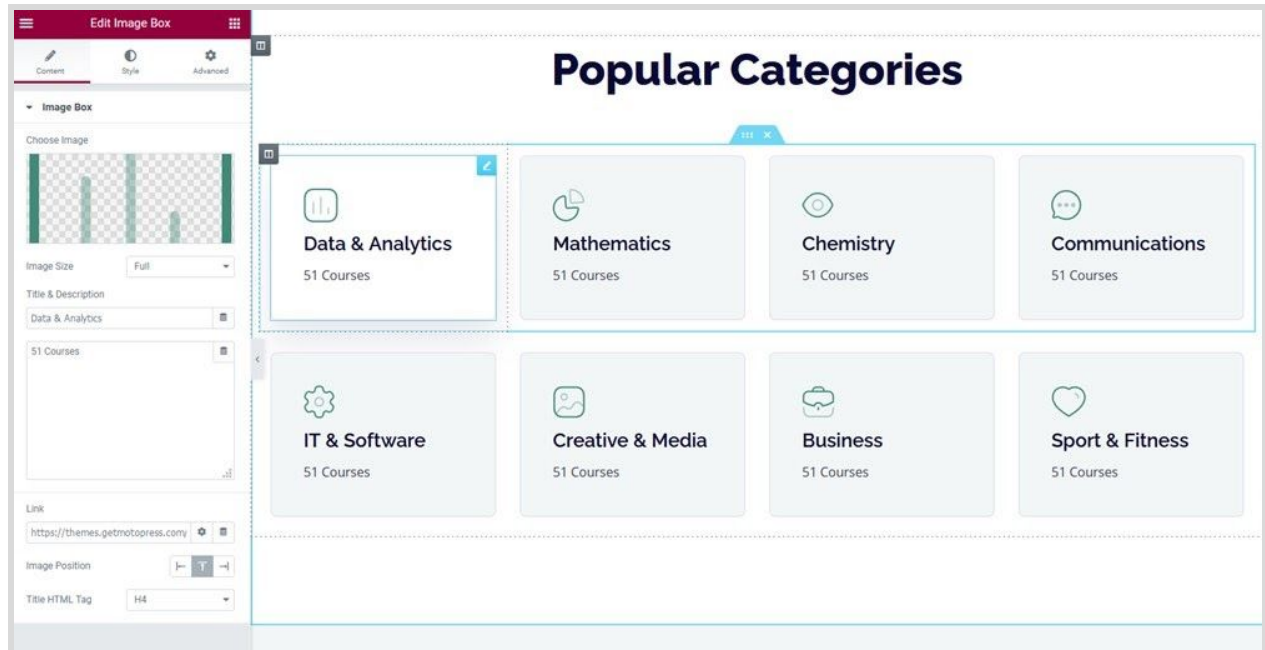 Edit Image Box
Content
Style
Advanced
Image Box
Choose Image
Image Size
Full
Title & Description
Data & Analytics
51 Courses
Link
https://themes.getmotopress.com/
Image Position
Title HTML Tag
H4
Popular Categories
Data & Analytics
51 Courses
Mathematics
51 Courses
Chemistry
51 Courses
Communications
51 Courses
IT & Software
51 Courses
Creative & Media
51 Courses
Business
51 Courses
Sport & Fitness
51 Courses